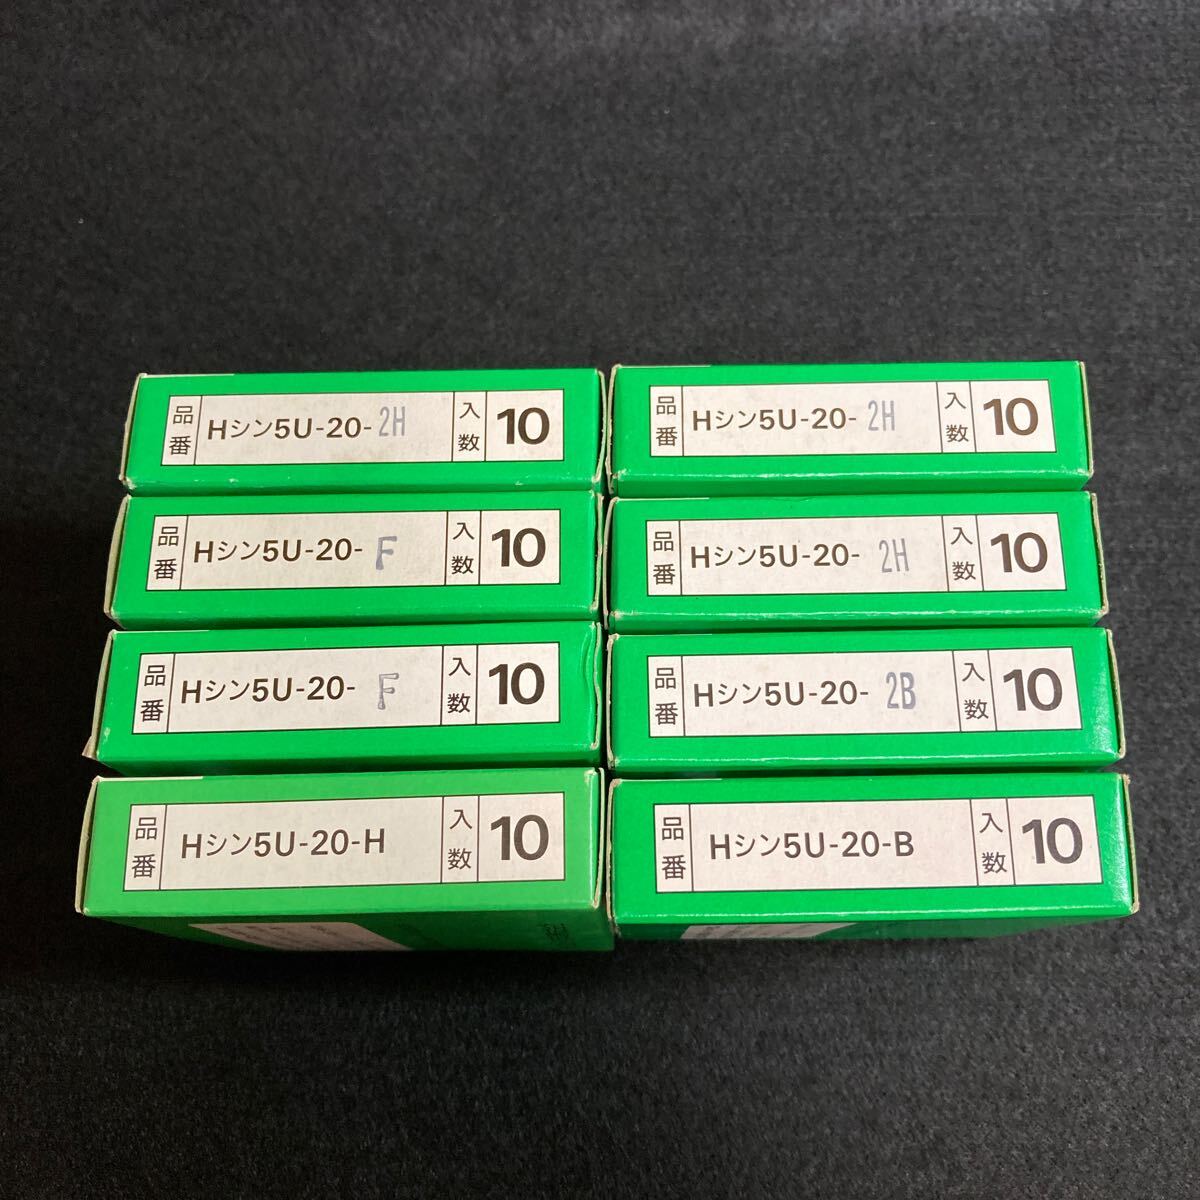 品番 Hシン5U-20-2H 入数 10
品番 Hシン5U-20-2H 入数 10
品番 Hシン5U-20-F 入数 10
品番 Hシン5U-20-2H 入数 10
品番 Hシン5U-20-F 入数 10
品番 Hシン5U-20-2B 入数 10
品番 Hシン5U-20-H 入数 10
品番 Hシン5U-20-B 入数 10